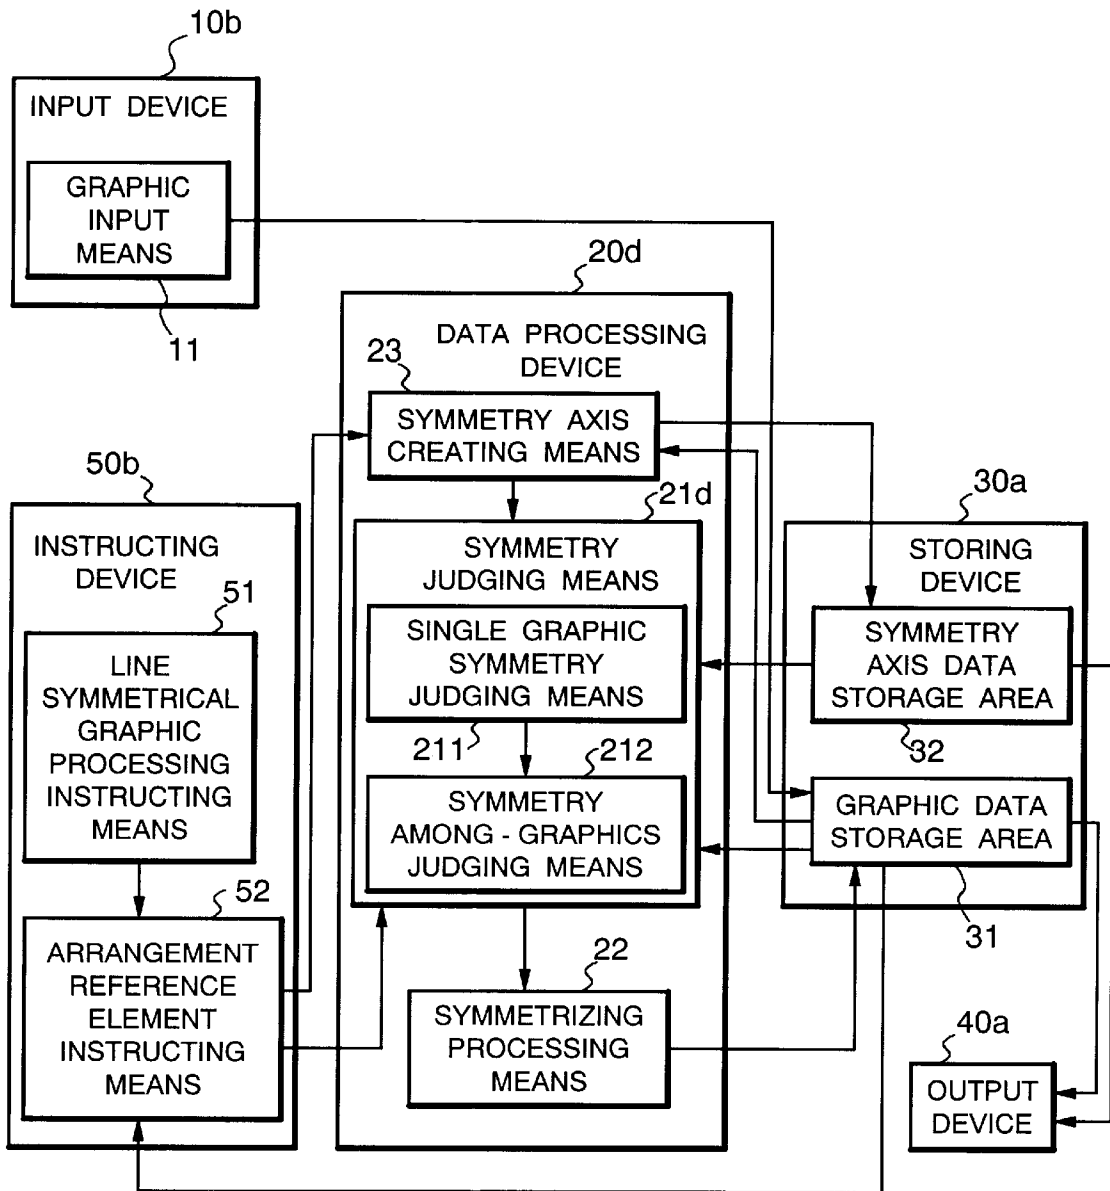 10b
INPUT DEVICE
GRAPHIC
INPUT
MEANS
11
20d
DATA PROCESSING
DEVICE
23
SYMMETRY AXIS
CREATING MEANS
21d
SYMMETRY
JUDGING MEANS
SINGLE GRAPHIC
SYMMETRY
JUDGING MEANS
211
212
SYMMETRY
AMONG - GRAPHICS
JUDGING MEANS
22
SYMMETRIZING
PROCESSING
MEANS
50b
INSTRUCTING
DEVICE
51
LINE
SYMMETRICAL
GRAPHIC
PROCESSING
INSTRUCTING
MEANS
52
ARRANGEMENT
REFERENCE
ELEMENT
INSTRUCTING
MEANS
30a
STORING
DEVICE
SYMMETRY
AXIS DATA
STORAGE AREA
32
GRAPHIC DATA
STORAGE AREA
31
40a
OUTPUT
DEVICE